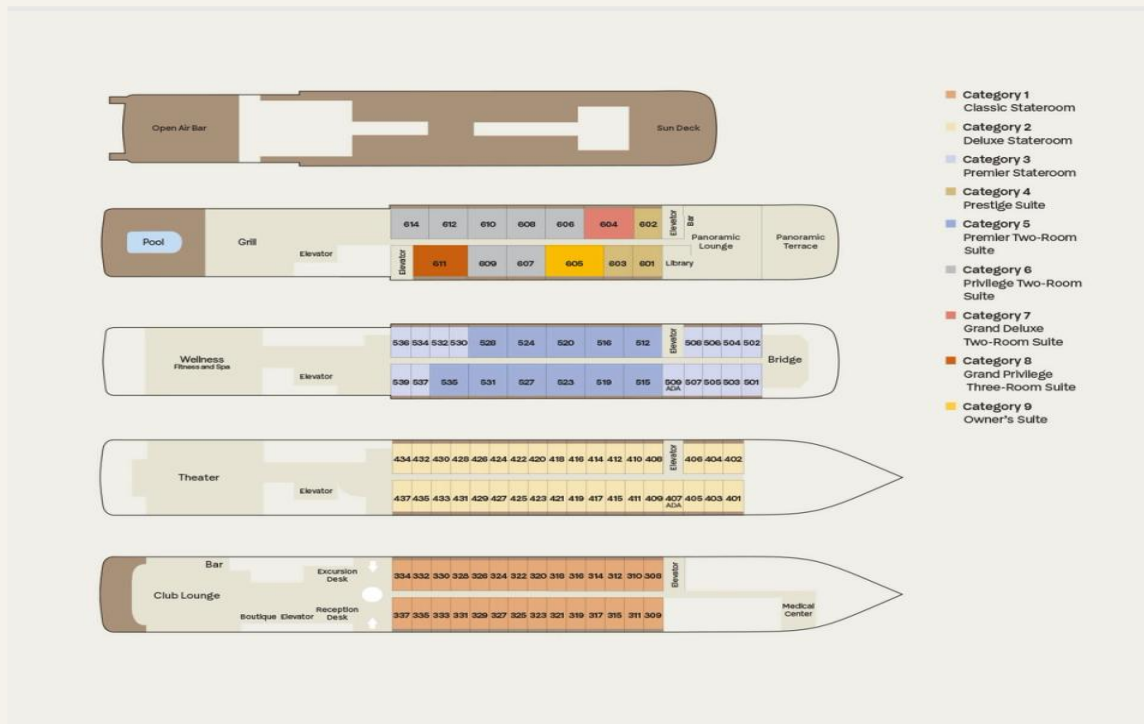 Open Air Bar
Sun Deck
614 612 610 608 606 604 602 Elevator Bar
Pool
Grill
Elevator
Panoramic
Lounge
Panoramic
Terrace
Elevator 611 609 607 605 603 601 Library
536 534 532 530 528 524 520 516 512 Elevator 508 506 504 502
Wellness
Fitness and Spa
Elevator
Bridge
539 537 535 531 527 523 519 515 509 507 505 503 501
ADA
434 432 430 428 426 424 422 420 418 416 414 412 410 408 Elevator 406 404 402
Theater
Elevator
437 435 433 431 429 427 425 423 421 419 417 415 411 409 407 405 403 401
ADA
Bar
Excursion
Desk
334 332 330 328 326 324 322 320 318 316 314 312 310 308 Elevator
Club Lounge
Boutique Elevator
Reception
Desk
337 335 333 331 329 327 325 323 321 319 317 315 311 309
Medical
Center
Category 1
Classic Stateroom
Category 2
Deluxe Stateroom
Category 3
Premier Stateroom
Category 4
Prestige Suite
Category 5
Premier Two-Room
Suite
Category 6
Privilege Two-Room
Suite
Category 7
Grand Deluxe
Two-Room Suite
Category 8
Grand Privilege
Three-Room Suite
Category 9
Owner's Suite